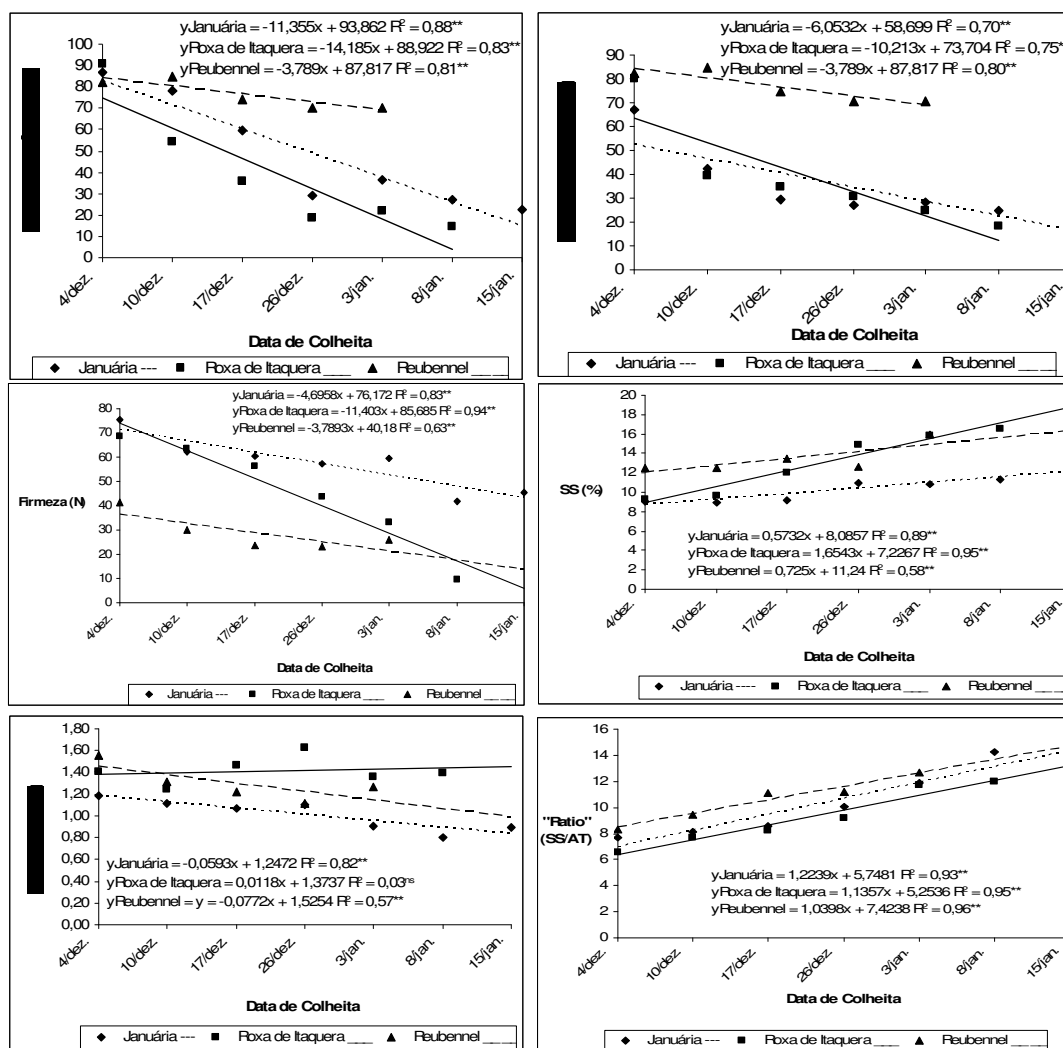 yJanuária = -11,355x + 93,862 R² = 0,88**
yRoxa de Itaquera = -14,185x + 88,922 R² = 0,83**
yReubennel = -3,789x + 87,817 R² = 0,81**
100
90
80
70
60
50
40
30
20
10
0
4/dez.
10/dez.
17/dez.
26/dez.
3/jan.
8/jan.
15/jan.
Data de Colheita
Januária --- Roxa de Itaquera ___ Reubennel __ __
yJanuária = -6,0532x + 58,699 R² = 0,70**
yRoxa de Itaquera = -10,213x + 73,704 R² = 0,75**
yReubennel = -3,789x + 87,817 R² = 0,80**
90
80
70
60
50
40
30
20
10
0
4/dez.
10/dez.
17/dez.
26/dez.
3/jan.
8/jan.
15/jan.
Data de Colheita
Januária --- Roxa de Itaquera ___ Reubennel __ __
yJanuária = -4,6958x + 76,172 R² = 0,83**
yRoxa de Itaquera = -11,403x + 85,685 R² = 0,94**
yReubennel = -3,7893x + 40,18 R² = 0,63**
80
70
60
50
40
30
20
10
0
Firmeza (N)
4/dez.
10/dez.
17/dez.
26/dez.
3/jan.
8/jan.
15/jan.
Data de Colheita
Januária --- Roxa de Itaquera ___ Reubennel __ __
20
18
16
14
12
10
8
6
4
2
0
SS (%)
yJanuária = 0,5732x + 8,0857 R² = 0,89**
yRoxa de Itaquera = 1,6543x + 7,2267 R² = 0,95**
yReubennel = 0,725x + 11,24 R² = 0,58**
4/dez.
10/dez.
17/dez.
26/dez.
3/jan.
8/jan.
15/jan.
Data de Colheita
Januária ---- Roxa de Itaquera ___ Reubennel __ __
1,80
1,60
1,40
1,20
1,00
0,80
0,60
0,40
0,20
0,00
yJanuária = -0,0593x + 1,2472 R² = 0,82**
yRoxa de Itaquera = 0,0118x + 1,3737 R² = 0,03ns
yReubennel = y = -0,0772x + 1,5254 R² = 0,57**
4/dez.
10/dez.
17/dez.
26/dez.
3/jan.
8/jan.
15/jan.
Data de Colheita
Januária --- Roxa de Itaquera ___ Reubennel __ __
16
14
12
10
8
6
4
2
0
"Ratio"
(SS/AT)
yJanuária = 1,2239x + 5,7481 R² = 0,93**
yRoxa de Itaquera = 1,1357x + 5,2536 R² = 0,95**
yReubennel = 1,0398x + 7,4238 R² = 0,96**
4/dez.
10/dez.
17/dez.
26/dez.
3/jan.
8/jan.
15/jan.
Data de Colheita
Januária --- Roxa de Itaquera ___ Reubennel __ __